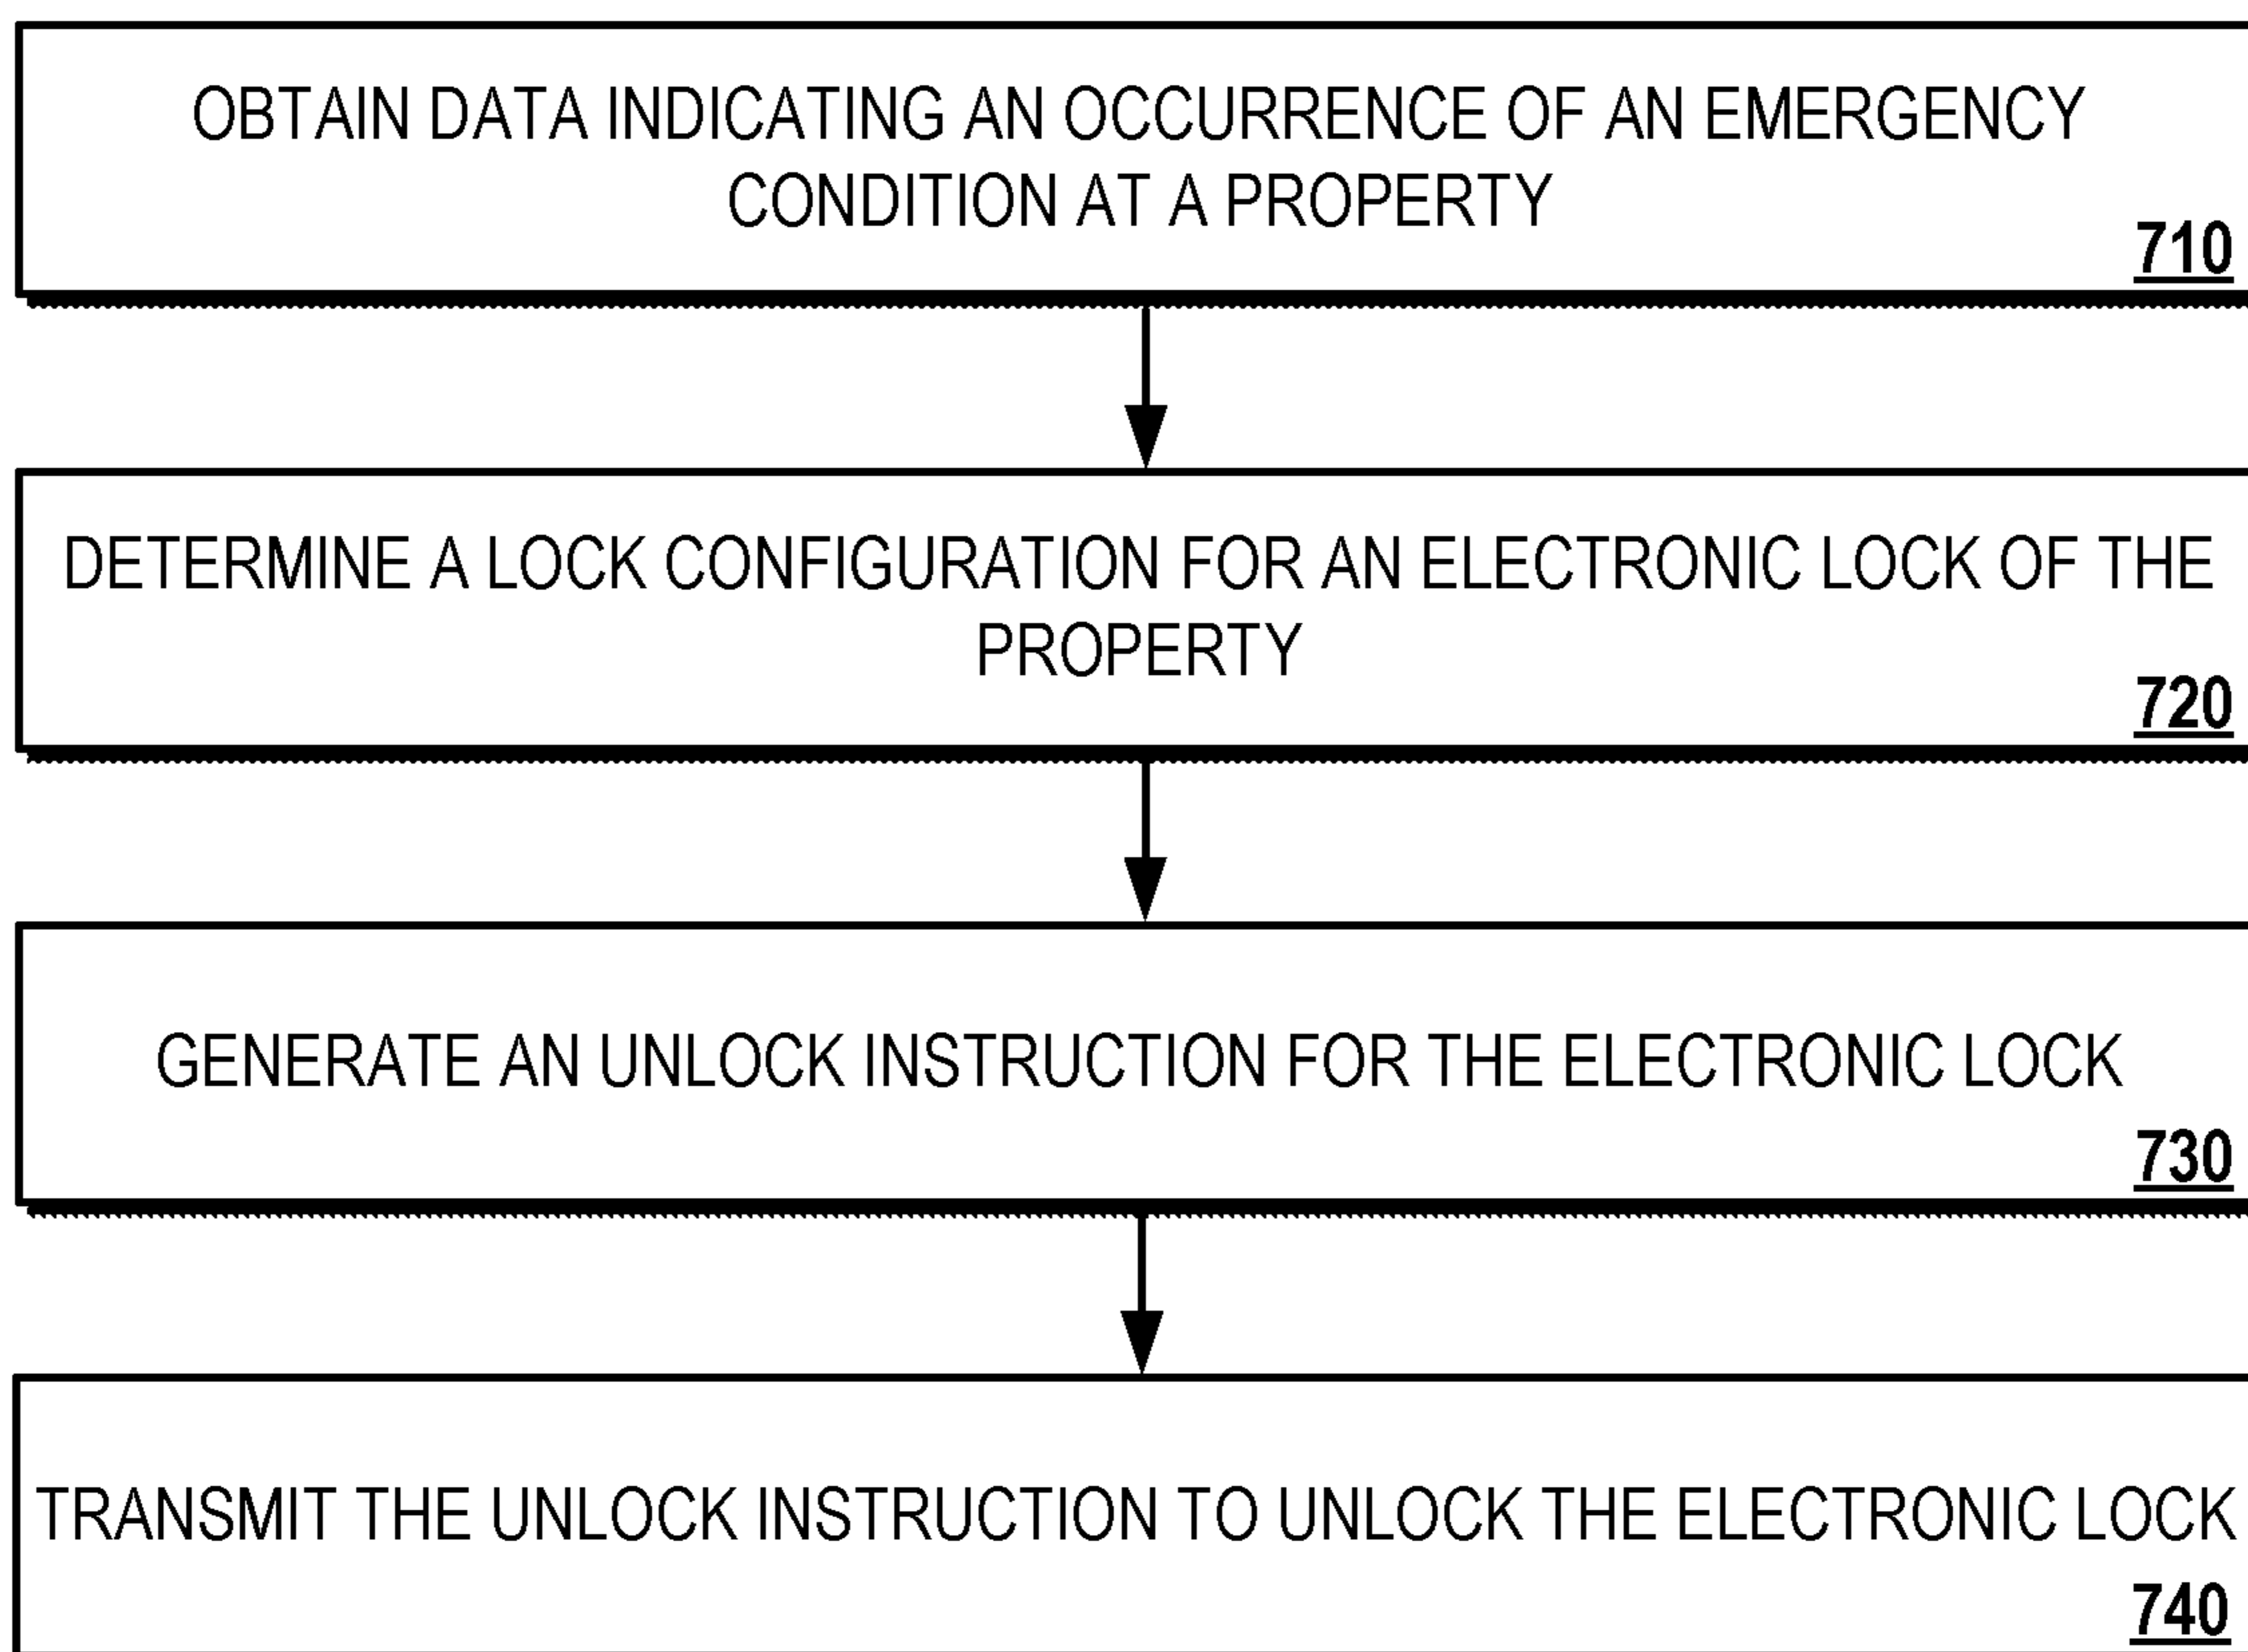 OBTAIN DATA INDICATING AN OCCURRENCE OF AN EMERGENCY
CONDITION AT A PROPERTY
710
DETERMINE A LOCK CONFIGURATION FOR AN ELECTRONIC LOCK OF THE
PROPERTY
720
GENERATE AN UNLOCK INSTRUCTION FOR THE ELECTRONIC LOCK
730
TRANSMIT THE UNLOCK INSTRUCTION TO UNLOCK THE ELECTRONIC LOCK
740